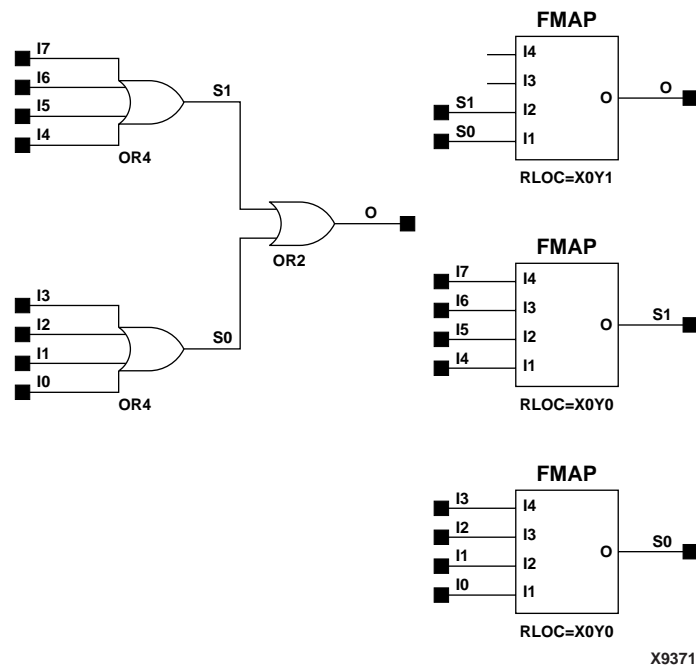 I7
I6
I5
I4
S1
OR4
O
OR2
I3
I2
I1
I0
S0
OR4
FMAP
I4
I3
S1 I2
S0 I1
O O
RLOC=X0Y1
FMAP
I7 I4
I6 I3
I5 I2
I4 I1
O S1
RLOC=X0Y0
FMAP
I3 I4
I2 I3
I1 I2
I0 I1
O S0
RLOC=X0Y0
X9371